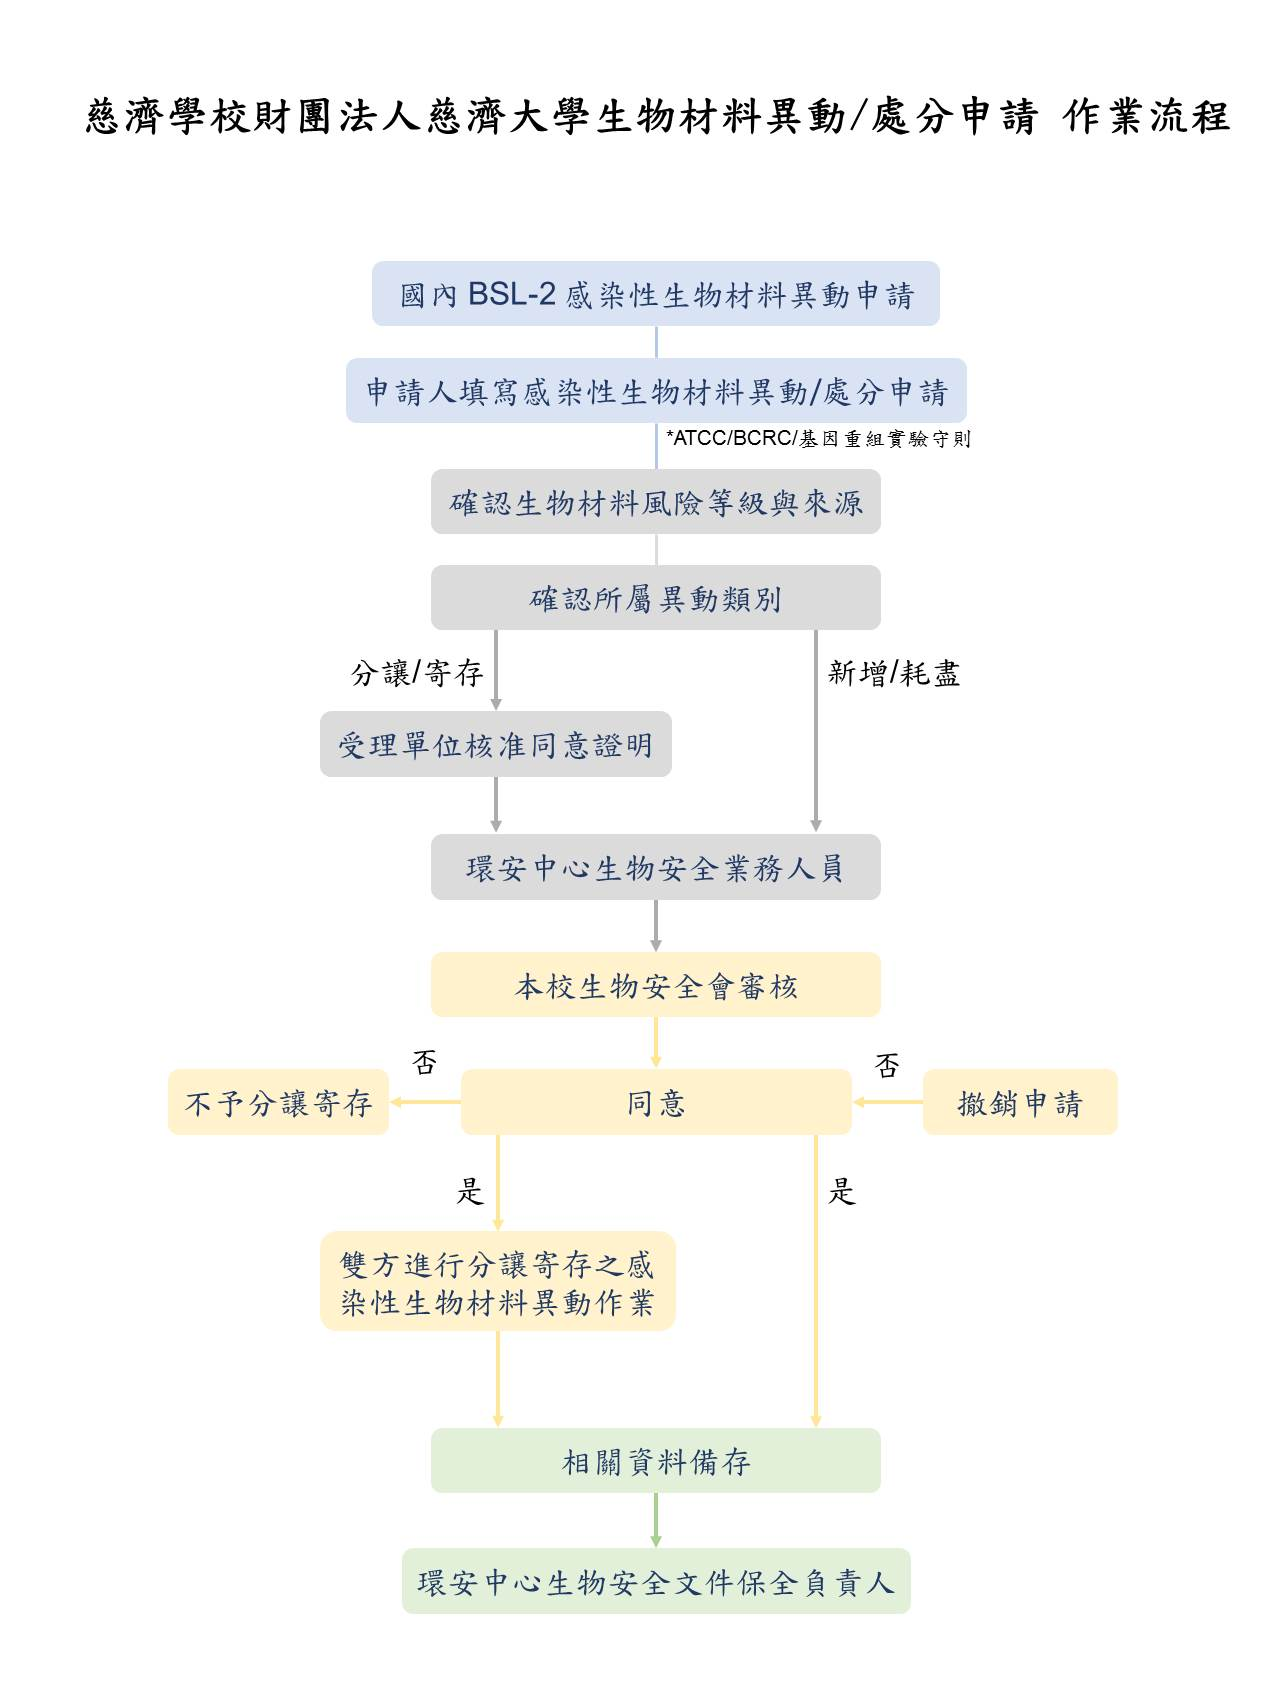 慈濟學校財團法人慈濟大學生物材料異動/處分申請 作業流程
國內 BSL-2 感染性生物材料異動申請
申請人填寫感染性生物材料異動/處分申請
*ATCC/BCRC/基因重組實驗守則
確認生物材料風險等級與來源
確認所屬異動類別
分讓/寄存
新增/耗盡
受理單位核准同意證明
環安中心生物安全業務人員
本校生物安全會審核
否
否
不予分讓寄存
同意
撤銷申請
是
是
雙方進行分讓寄存之感
染性生物材料異動作業
相關資料備存
環安中心生物安全文件保全負責人